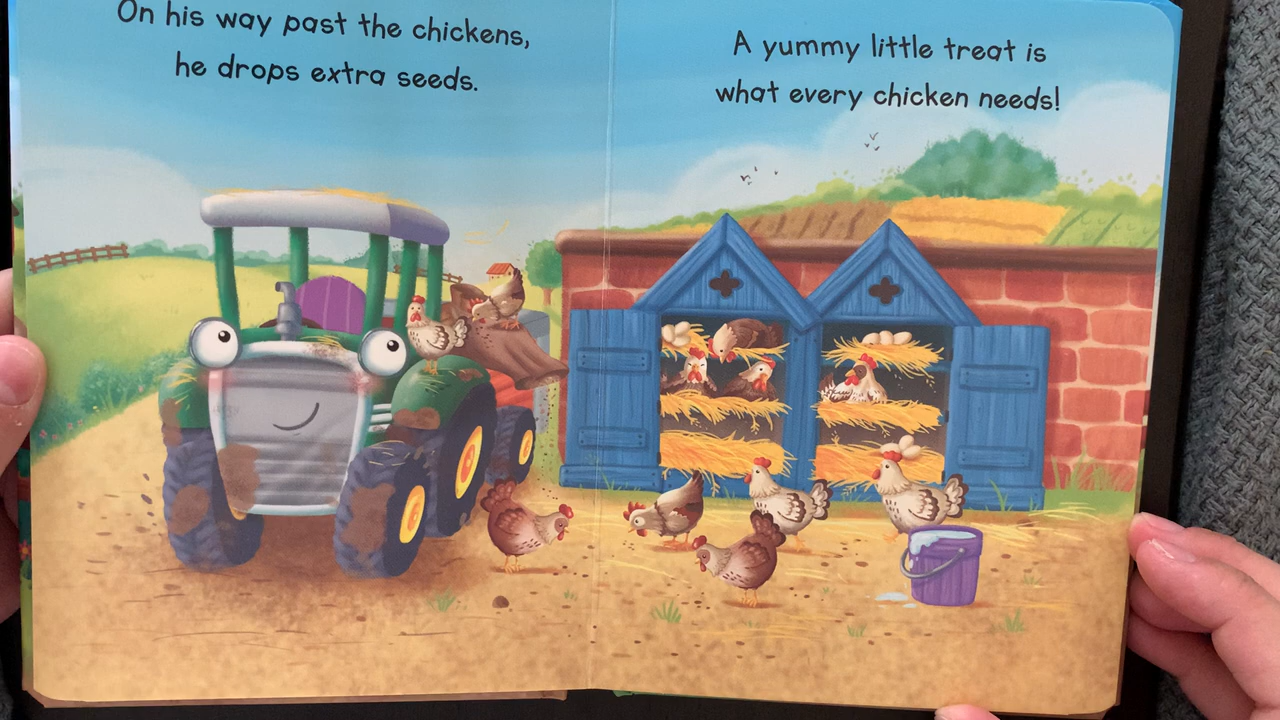 On his way past the chickens,
he drops extra seeds.
A yummy little treat is
what every chicken needs!